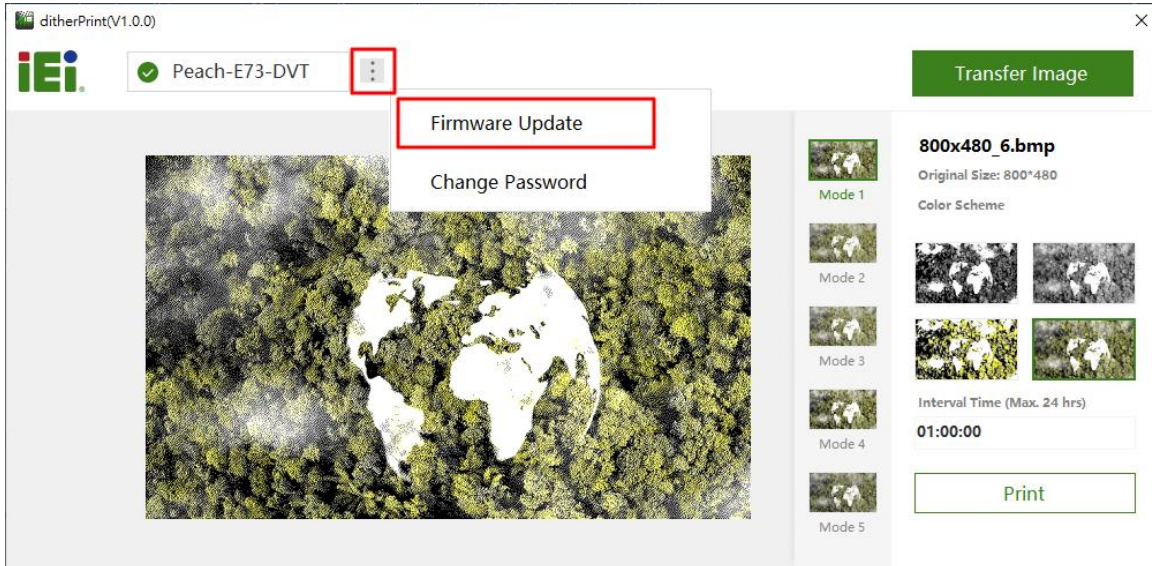 ditherPrint(V1.0.0)
iEi
Peach-E73-DVT
Transfer Image
Firmware Update
Change Password
Mode 1
Mode 2
Mode 3
Mode 4
Mode 5
800x480_6.bmp
Original Size: 800*480
Color Scheme
Interval Time (Max. 24 hrs)
01:00:00
Print